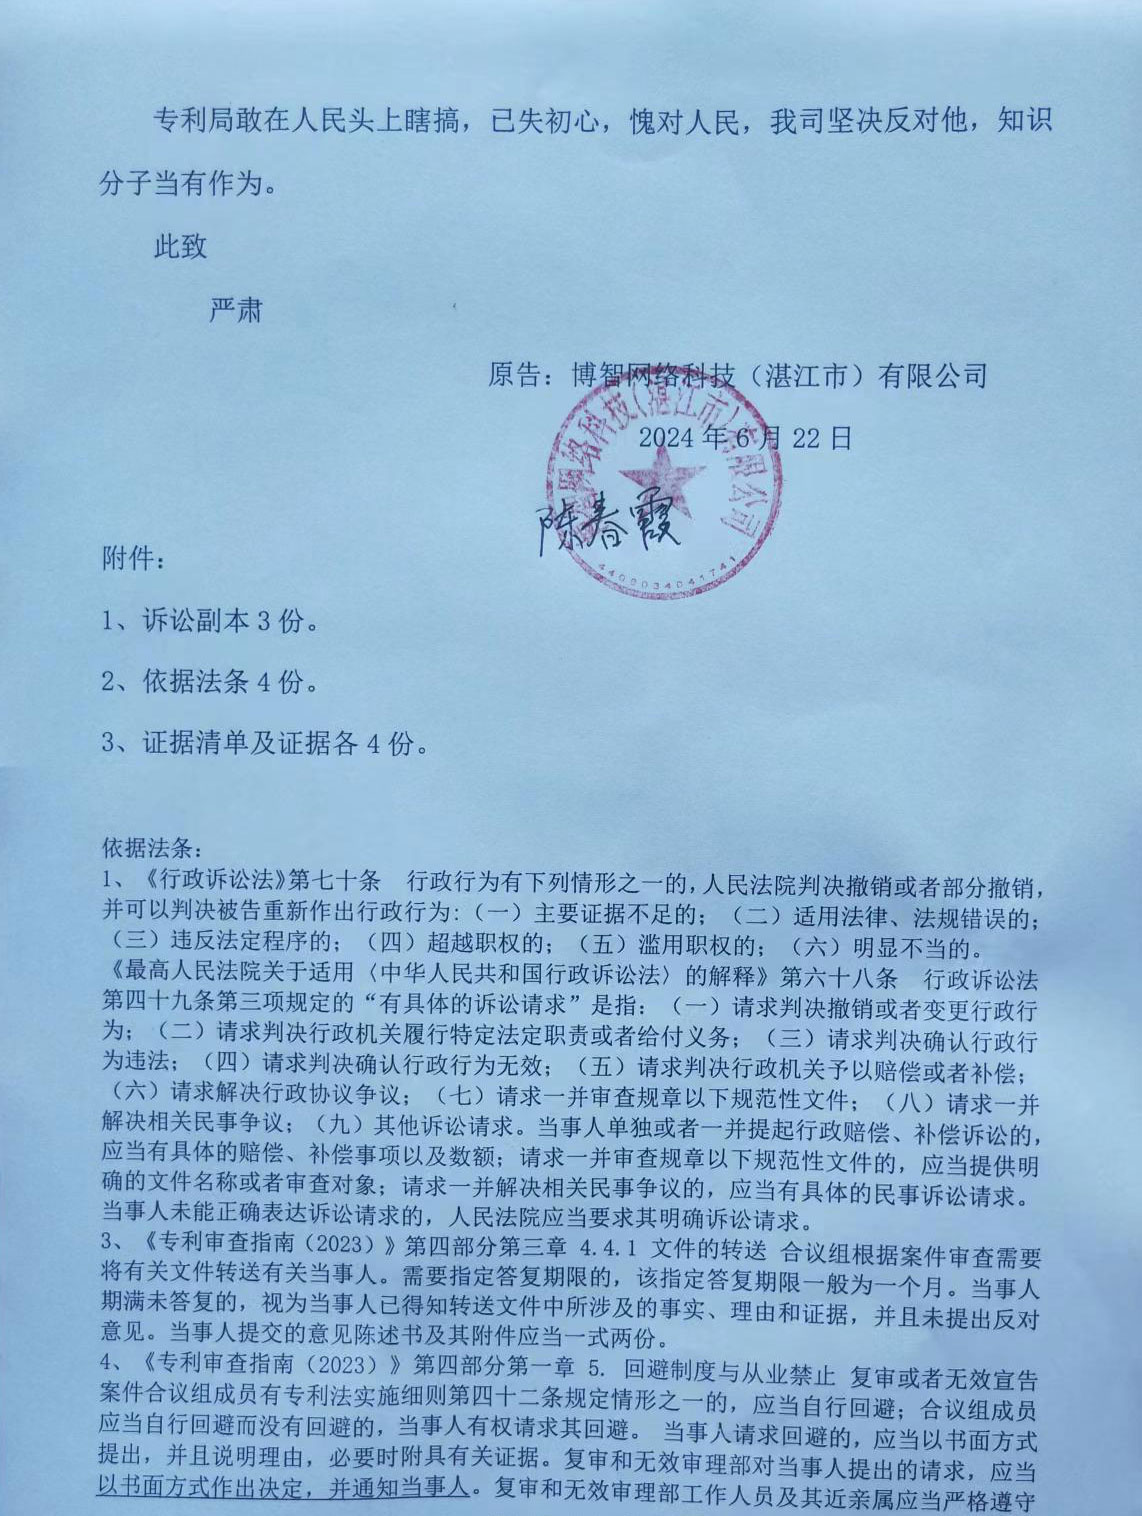 专利局敢在人民头上瞎搞，已失初心，愧对人民，我司坚决反对他，知识
分子当有作为。
此致
严肃
原告：博智网络科技（湛江市）有限公司
2024 年 6 月 22 日
网络科技（湛江市）有限公司
陈春霞
4409034041741
附件：
1、诉讼副本 3 份。
2、依据法条 4 份。
3、证据清单及证据各 4 份。
依据法条：
1、《行政诉讼法》第七十条　行政行为有下列情形之一的，人民法院判决撤销或者部分撤销，
并可以判决被告重新作出行政行为：（一）主要证据不足的；（二）适用法律、法规错误的；
（三）违反法定程序的；（四）超越职权的；（五）滥用职权的；（六）明显不当的。
《最高人民法院关于适用〈中华人民共和国行政诉讼法〉的解释》第六十八条　行政诉讼法
第四十九条第三项规定的“有具体的诉讼请求”是指：（一）请求判决撤销或者变更行政行
为；（二）请求判决行政机关履行特定法定职责或者给付义务；（三）请求判决确认行政行
为违法；（四）请求判决确认行政行为无效；（五）请求判决行政机关予以赔偿或者补偿；
（六）请求解决行政协议争议；（七）请求一并审查规章以下规范性文件；（八）请求一并
解决相关民事争议；（九）其他诉讼请求。当事人单独或者一并提起行政赔偿、补偿诉讼的，
应当有具体的赔偿、补偿事项以及数额；请求一并审查规章以下规范性文件的，应当提供明
确的文件名称或者审查对象；请求一并解决相关民事争议的，应当有具体的民事诉讼请求。
当事人未能正确表达诉讼请求的，人民法院应当要求其明确诉讼请求。
3、《专利审查指南（2023）》第四部分第三章 4.4.1 文件的转送 合议组根据案件审查需要
将有关文件转送有关当事人。需要指定答复期限的，该指定答复期限一般为一个月。当事人
期满未答复的，视为当事人已得知转送文件中所涉及的事实、理由和证据，并且未提出反对
意见。当事人提交的意见陈述书及其附件应当一式两份。
4、《专利审查指南（2023）》第四部分第一章 5. 回避制度与从业禁止 复审或者无效宣告
案件合议组成员有专利法实施细则第四十二条规定情形之一的，应当自行回避；合议组成员
应当自行回避而没有回避的，当事人有权请求其回避。 当事人请求回避的，应当以书面方式
提出，并且说明理由，必要时附具有关证据。复审和无效审理部对当事人提出的请求，应当
以书面方式作出决定，并通知当事人。复审和无效审理部工作人员及其近亲属应当严格遵守